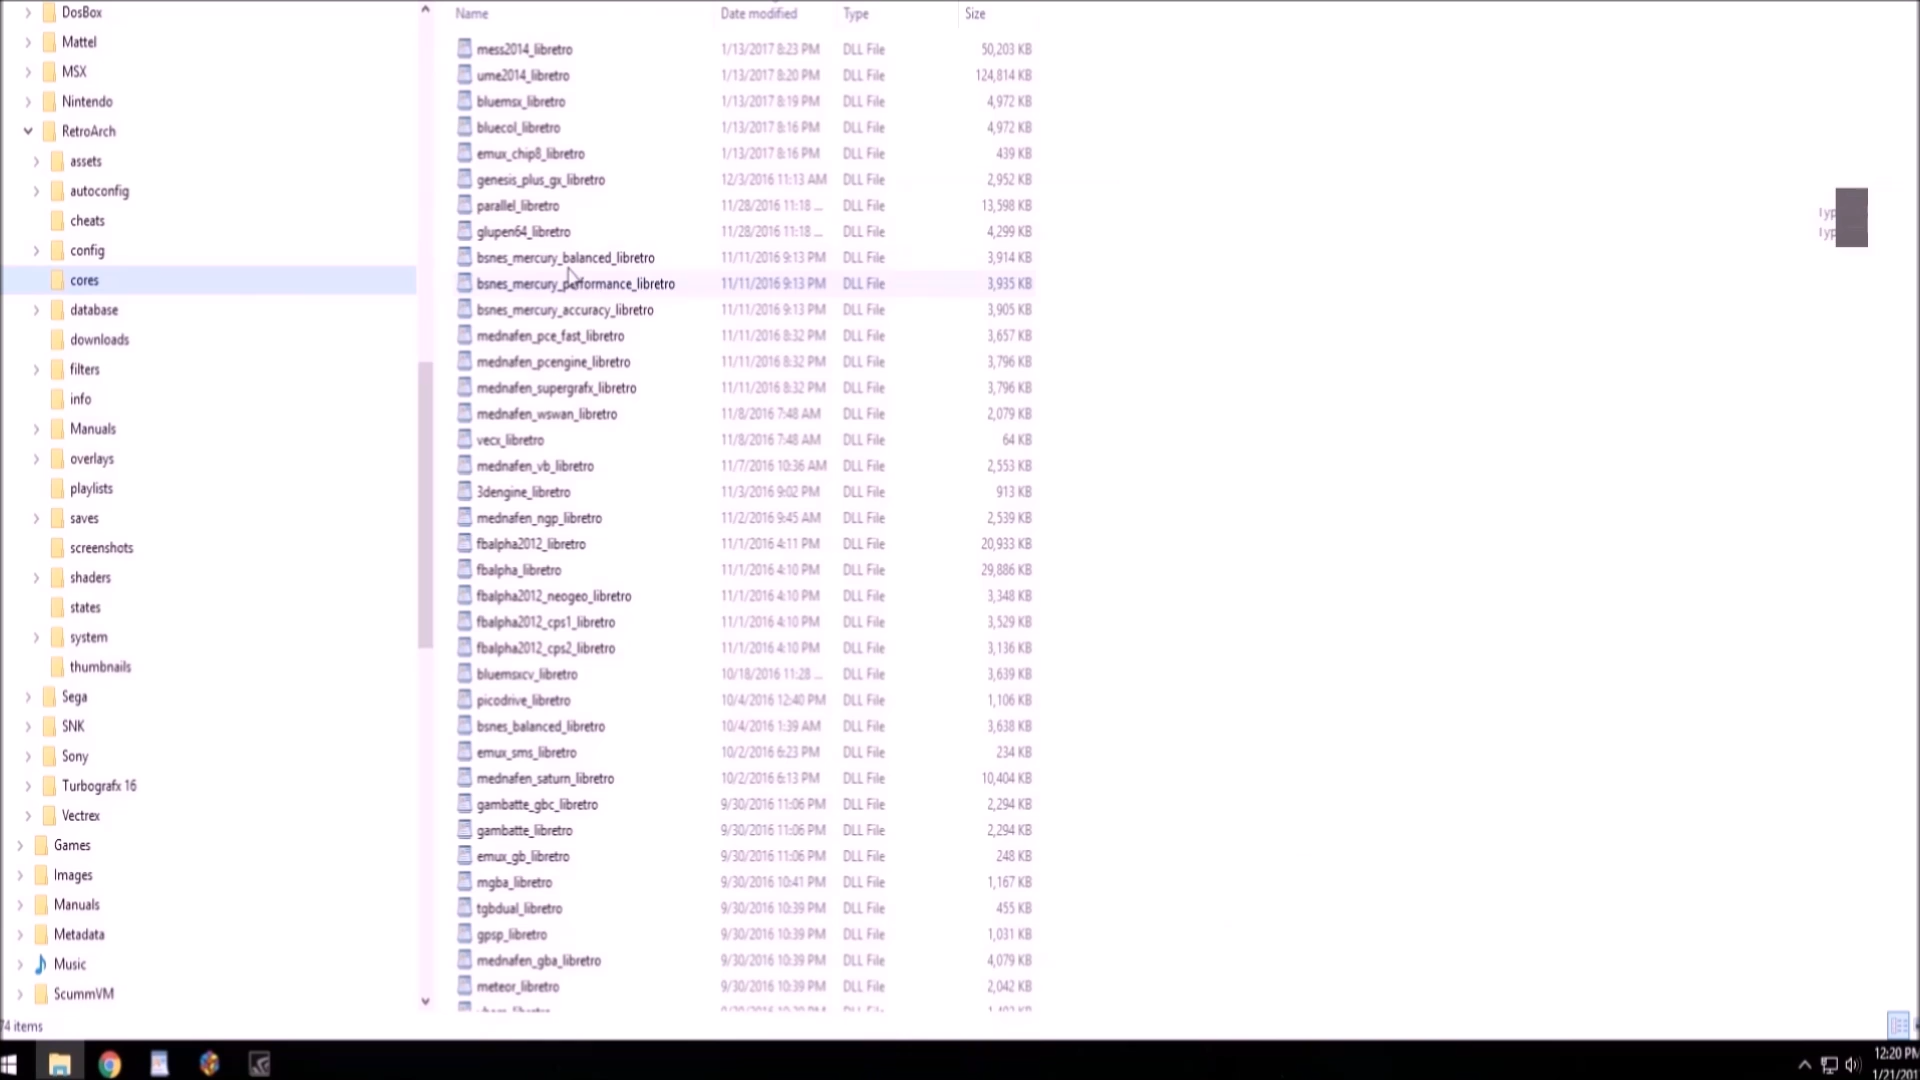 DosBox
Mattel
MSX
Nintendo
RetroArch
assets
autoconfig
cheats
config
cores
database
downloads
filters
info
Manuals
overlays
playlists
saves
screenshots
shaders
states
system
thumbnails
Sega
SNK
Sony
Turbografx 16
Vectrex
Games
Images
Manuals
Metadata
Music
ScummVM
Name Date modified Type Size
mess2014_libretro 1/13/2017 8:23 PM DLL File 50,203 KB
ume2014_libretro 1/13/2017 8:20 PM DLL File 124,814 KB
bluemsx_libretro 1/13/2017 8:19 PM DLL File 4,972 KB
bluecol_libretro 1/13/2017 8:16 PM DLL File 4,972 KB
emux_chip8_libretro 1/13/2017 8:16 PM DLL File 439 KB
genesis_plus_gx_libretro 12/3/2016 11:13 AM DLL File 2,952 KB
parallel_libretro 11/28/2016 11:18 ... DLL File 13,598 KB
glupen64_libretro 11/28/2016 11:18 ... DLL File 4,299 KB
bsnes_mercury_balanced_libretro 11/11/2016 9:13 PM DLL File 3,914 KB
bsnes_mercury_performance_libretro 11/11/2016 9:13 PM DLL File 3,935 KB
bsnes_mercury_accuracy_libretro 11/11/2016 9:13 PM DLL File 3,905 KB
mednafen_pce_fast_libretro 11/11/2016 8:32 PM DLL File 3,657 KB
mednafen_pcengine_libretro 11/11/2016 8:32 PM DLL File 3,796 KB
mednafen_supergrafx_libretro 11/11/2016 8:32 PM DLL File 3,796 KB
mednafen_wswan_libretro 11/8/2016 7:48 AM DLL File 2,079 KB
vecx_libretro 11/8/2016 7:48 AM DLL File 64 KB
mednafen_vb_libretro 11/7/2016 10:36 AM DLL File 2,553 KB
3dengine_libretro 11/3/2016 9:02 PM DLL File 913 KB
mednafen_ngp_libretro 11/2/2016 9:45 AM DLL File 2,539 KB
fbalpha2012_libretro 11/1/2016 4:11 PM DLL File 20,933 KB
fbalpha_libretro 11/1/2016 4:10 PM DLL File 29,886 KB
fbalpha2012_neogeo_libretro 11/1/2016 4:10 PM DLL File 3,348 KB
fbalpha2012_cps1_libretro 11/1/2016 4:10 PM DLL File 3,529 KB
fbalpha2012_cps2_libretro 11/1/2016 4:10 PM DLL File 3,136 KB
bluemsxcv_libretro 10/18/2016 11:28 ... DLL File 3,639 KB
picodrive_libretro 10/4/2016 12:40 PM DLL File 1,106 KB
bsnes_balanced_libretro 10/4/2016 1:39 AM DLL File 3,638 KB
emux_sms_libretro 10/2/2016 6:23 PM DLL File 234 KB
mednafen_saturn_libretro 10/2/2016 6:13 PM DLL File 10,404 KB
gambatte_gbc_libretro 9/30/2016 11:06 PM DLL File 2,294 KB
gambatte_libretro 9/30/2016 11:06 PM DLL File 2,294 KB
emux_gb_libretro 9/30/2016 11:06 PM DLL File 248 KB
mgba_libretro 9/30/2016 10:41 PM DLL File 1,167 KB
tgbdual_libretro 9/30/2016 10:39 PM DLL File 455 KB
gpsp_libretro 9/30/2016 10:39 PM DLL File 1,031 KB
mednafen_gba_libretro 9/30/2016 10:39 PM DLL File 4,079 KB
meteor_libretro 9/30/2016 10:39 PM DLL File 2,042 KB
Typ
Typ
74 items
12:20 PM
1/21/201